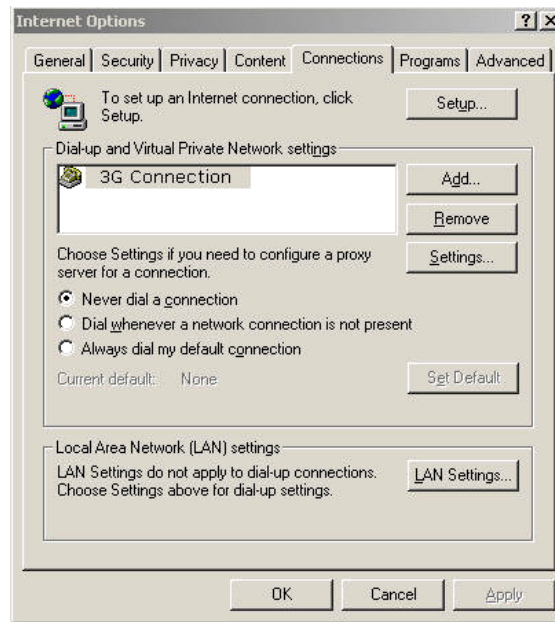 Internet Options
General Security Privacy Content Connections Programs Advanced
To set up an Internet connection, click
Setup.
Setup...
Dial-up and Virtual Private Network settings
3G Connection
Add...
Remove
Choose Settings if you need to configure a proxy
server for a connection.
Settings...
Never dial a connection
Dial whenever a network connection is not present
Always dial my default connection
Current default: None
Set Default
Local Area Network (LAN) settings
LAN Settings do not apply to dial-up connections.
Choose Settings above for dial-up settings.
LAN Settings...
OK Cancel Apply